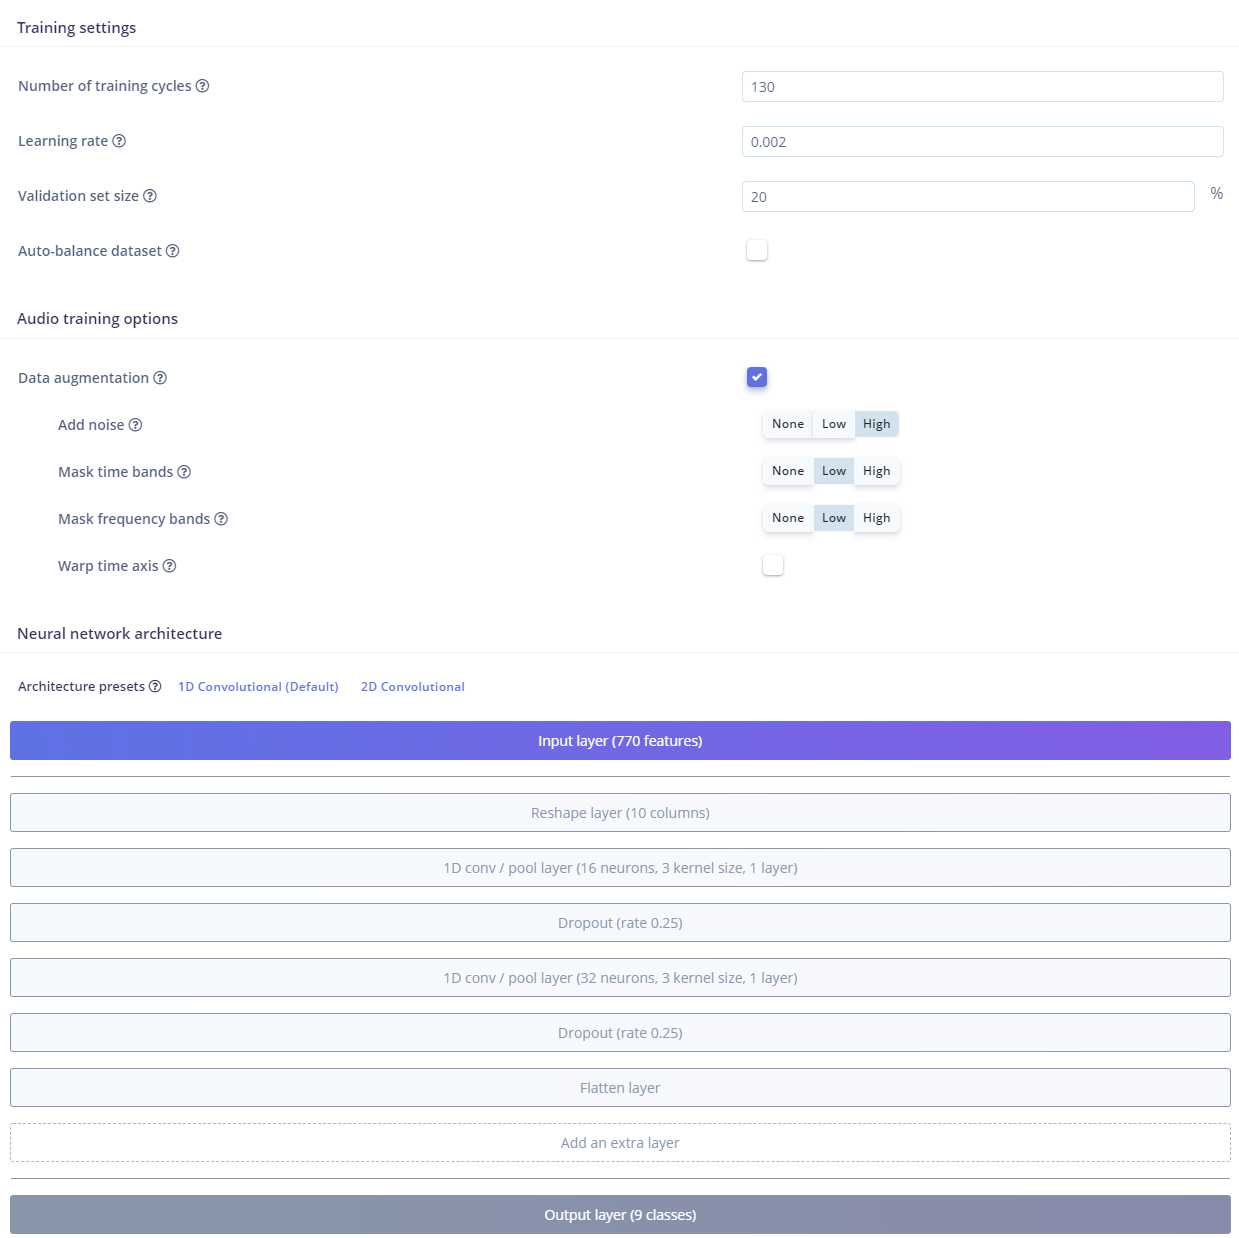 Training settings
Number of training cycles
130
Learning rate
0.002
Validation set size
20 %
Auto-balance dataset
Audio training options
Data augmentation
Add noise
None Low High
Mask time bands
None Low High
Mask frequency bands
None Low High
Warp time axis
Neural network architecture
Architecture presets 1D Convolutional (Default) 2D Convolutional
Input layer (770 features)
Reshape layer (10 columns)
1D conv / pool layer (16 neurons, 3 kernel size, 1 layer)
Dropout (rate 0.25)
1D conv / pool layer (32 neurons, 3 kernel size, 1 layer)
Dropout (rate 0.25)
Flatten layer
Add an extra layer
Output layer (9 classes)